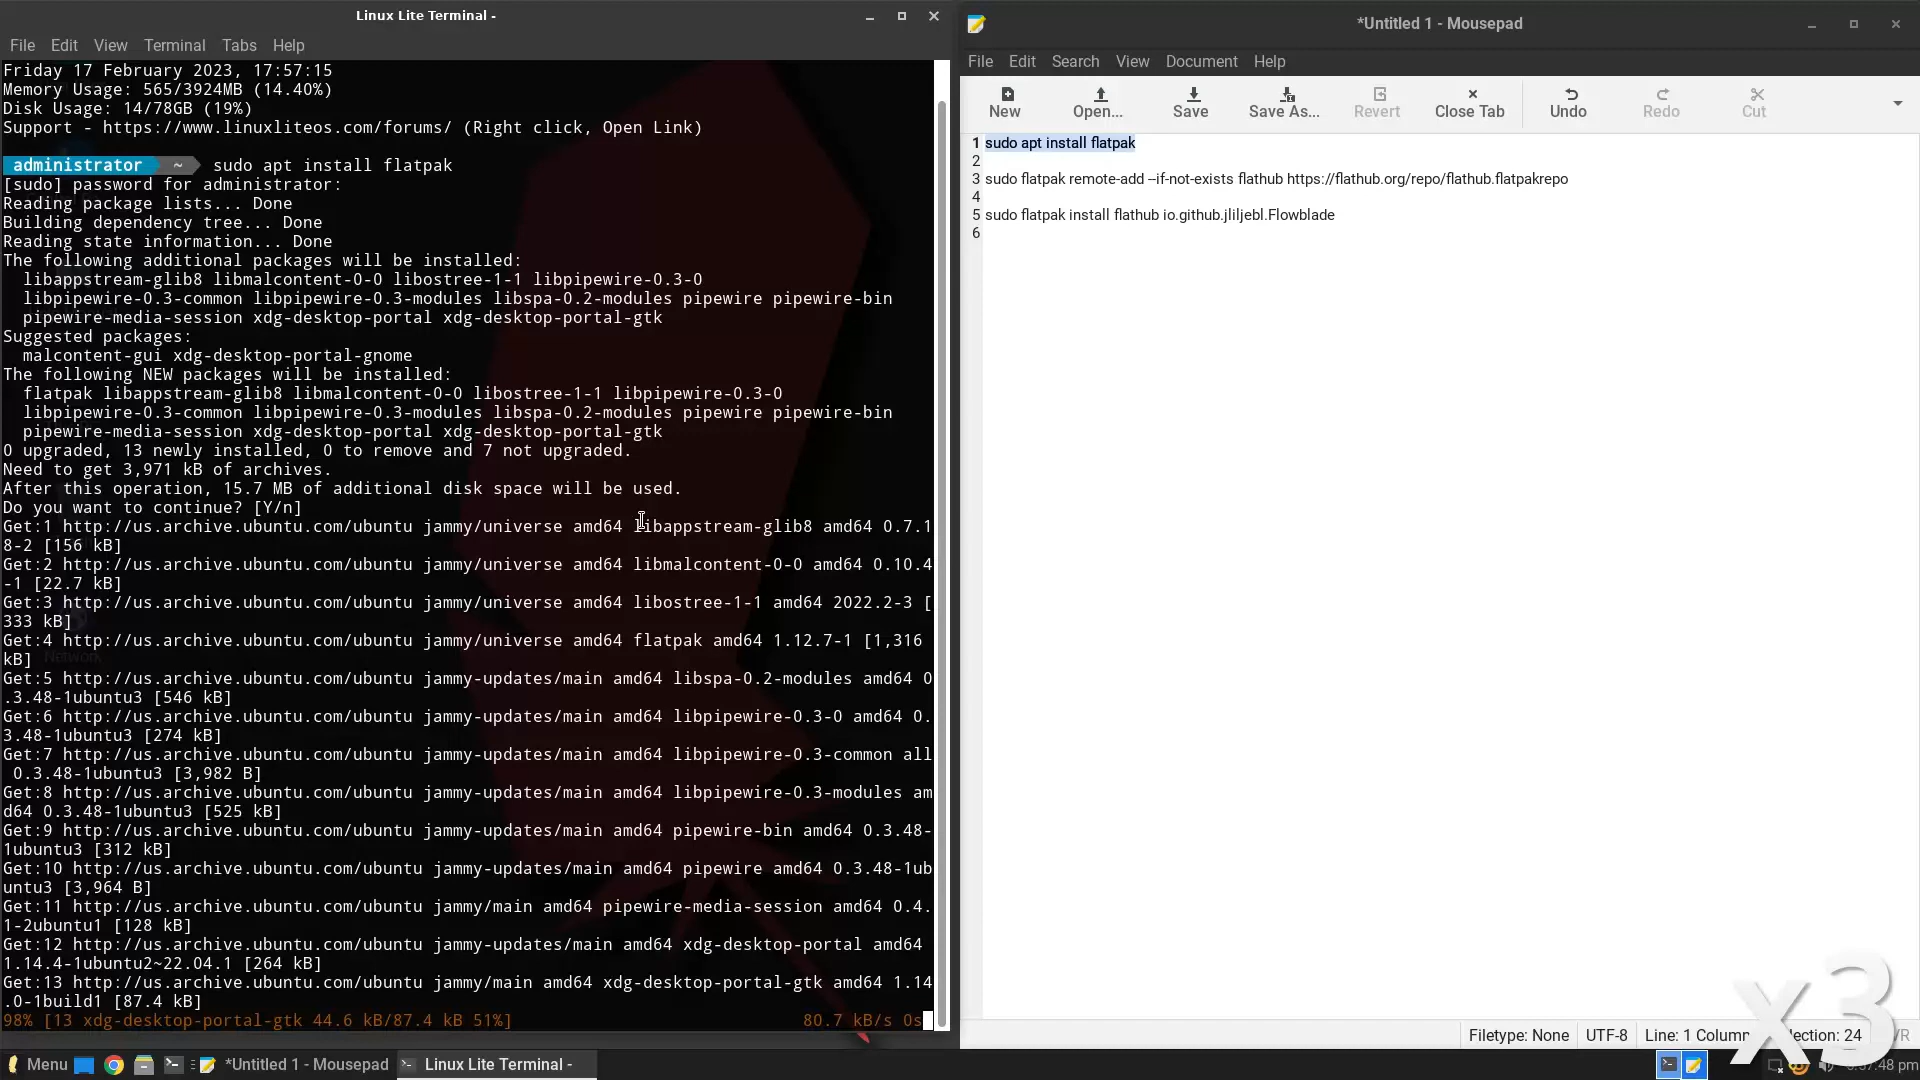 Linux Lite Terminal -
File Edit View Terminal Tabs Help
Friday 17 February 2023, 17:57:15
Memory Usage: 565/3924MB (14.40%)
Disk Usage: 14/78GB (19%)
Support - https://www.linuxliteos.com/forums/ (Right click, Open Link)
administrator ~ sudo apt install flatpak
[sudo] password for administrator:
Reading package lists... Done
Building dependency tree... Done
Reading state information... Done
The following additional packages will be installed:
libappstream-glib8 libmalcontent-0-0 libostree-1-1 libpipewire-0.3-0
libpipewire-0.3-common libpipewire-0.3-modules libspa-0.2-modules pipewire pipewire-bin
pipewire-media-session xdg-desktop-portal xdg-desktop-portal-gtk
Suggested packages:
malcontent-gui xdg-desktop-portal-gnome
The following NEW packages will be installed:
flatpak libappstream-glib8 libmalcontent-0-0 libostree-1-1 libpipewire-0.3-0
libpipewire-0.3-common libpipewire-0.3-modules libspa-0.2-modules pipewire pipewire-bin
pipewire-media-session xdg-desktop-portal xdg-desktop-portal-gtk
0 upgraded, 13 newly installed, 0 to remove and 7 not upgraded.
Need to get 3,971 kB of archives.
After this operation, 15.7 MB of additional disk space will be used.
Do you want to continue? [Y/n]
Get:1 http://us.archive.ubuntu.com/ubuntu jammy/universe amd64 libappstream-glib8 amd64 0.7.1
8-2 [156 kB]
Get:2 http://us.archive.ubuntu.com/ubuntu jammy/universe amd64 libmalcontent-0-0 amd64 0.10.4
-1 [22.7 kB]
Get:3 http://us.archive.ubuntu.com/ubuntu jammy/universe amd64 libostree-1-1 amd64 2022.2-3 [
333 kB]
Get:4 http://us.archive.ubuntu.com/ubuntu jammy/universe amd64 flatpak amd64 1.12.7-1 [1,316
kB]
Network
Get:5 http://us.archive.ubuntu.com/ubuntu jammy-updates/main amd64 libspa-0.2-modules amd64 0
.3.48-1ubuntu3 [546 kB]
Get:6 http://us.archive.ubuntu.com/ubuntu jammy-updates/main amd64 libpipewire-0.3-0 amd64 0.
3.48-1ubuntu3 [274 kB]
Get:7 http://us.archive.ubuntu.com/ubuntu jammy-updates/main amd64 libpipewire-0.3-common all
0.3.48-1ubuntu3 [3,982 B]
Get:8 http://us.archive.ubuntu.com/ubuntu jammy-updates/main amd64 libpipewire-0.3-modules am
d64 0.3.48-1ubuntu3 [525 kB]
Get:9 http://us.archive.ubuntu.com/ubuntu jammy-updates/main amd64 pipewire-bin amd64 0.3.48-
1ubuntu3 [312 kB]
Get:10 http://us.archive.ubuntu.com/ubuntu jammy-updates/main amd64 pipewire amd64 0.3.48-1ub
untu3 [3,964 B]
Get:11 http://us.archive.ubuntu.com/ubuntu jammy/main amd64 pipewire-media-session amd64 0.4.
1-2ubuntu1 [128 kB]
Get:12 http://us.archive.ubuntu.com/ubuntu jammy-updates/main amd64 xdg-desktop-portal amd64
1.14.4-1ubuntu2~22.04.1 [264 kB]
Get:13 http://us.archive.ubuntu.com/ubuntu jammy/main amd64 xdg-desktop-portal-gtk amd64 1.14
.0-1build1 [87.4 kB]
98% [13 xdg-desktop-portal-gtk 44.6 kB/87.4 kB 51%] 80.7 kB/s 0s
*Untitled 1 - Mousepad
File Edit Search View Document Help
New Open... Save Save As... Revert Close Tab Undo Redo Cut
1 sudo apt install flatpak
2
3 sudo flatpak remote-add –if-not-exists flathub https://flathub.org/repo/flathub.flatpakrepo
4
5 sudo flatpak install flathub io.github.jliljebl.Flowblade
6
x3
Filetype: None UTF-8 Line: 1 Column 24
Menu *Untitled 1 - Mousepad Linux Lite Terminal - :48 pm